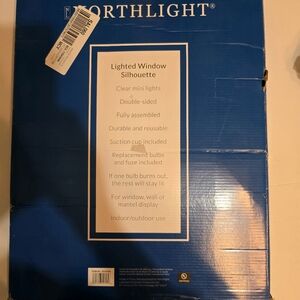 NORTHLIGHT®
Lighted Window
Silhouette
Clear mini lights
Double-sided
Fully assembled
Durable and reusable
Suction cup included
Replacement bulbs
and fuse included
If one bulb burns out,
the rest will stay lit
For window, wall or
mantel display
Indoor/outdoor use